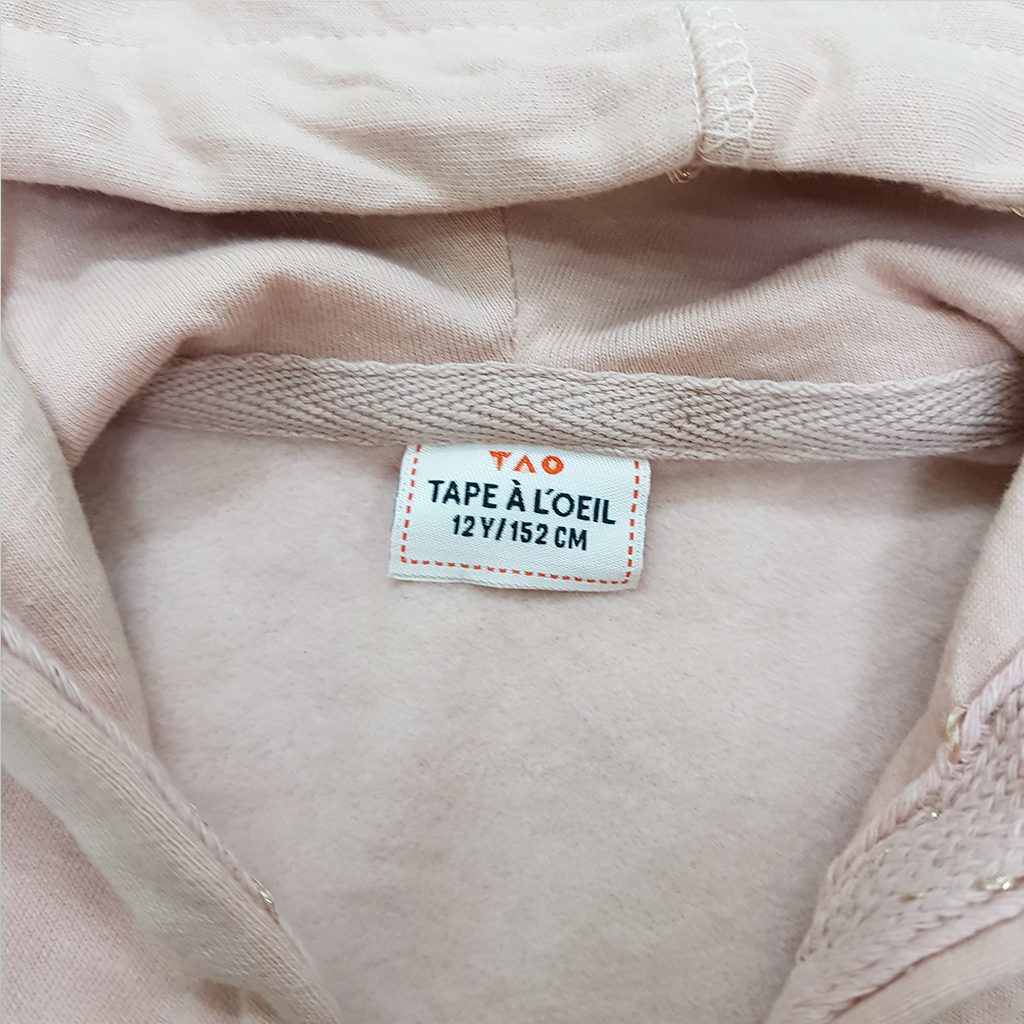 TAO
TAPE À L'OEIL
12 Y/152 CM